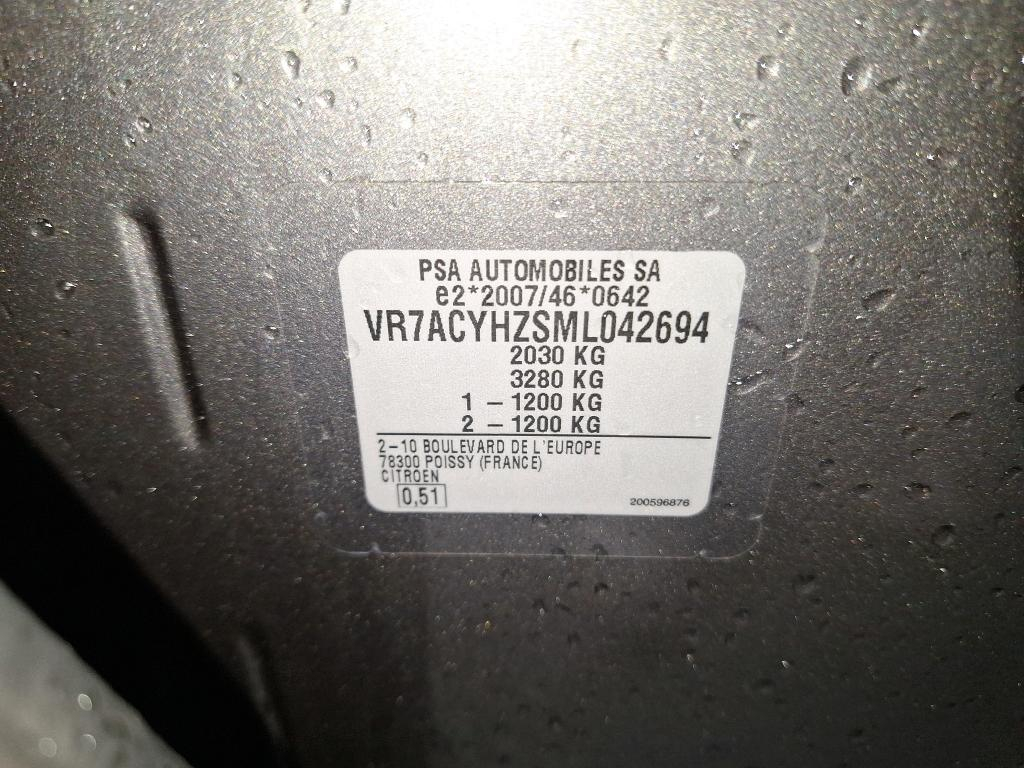 PSA AUTOMOBILES SA
e2*2007/46*0642
VR7ACYHZSML042694
2030 KG
3280 KG
1 – 1200 KG
2 – 1200 KG
2–10 BOULEVARD DE L'EUROPE
78300 POISSY (FRANCE)
CITROEN
0,51
200596876